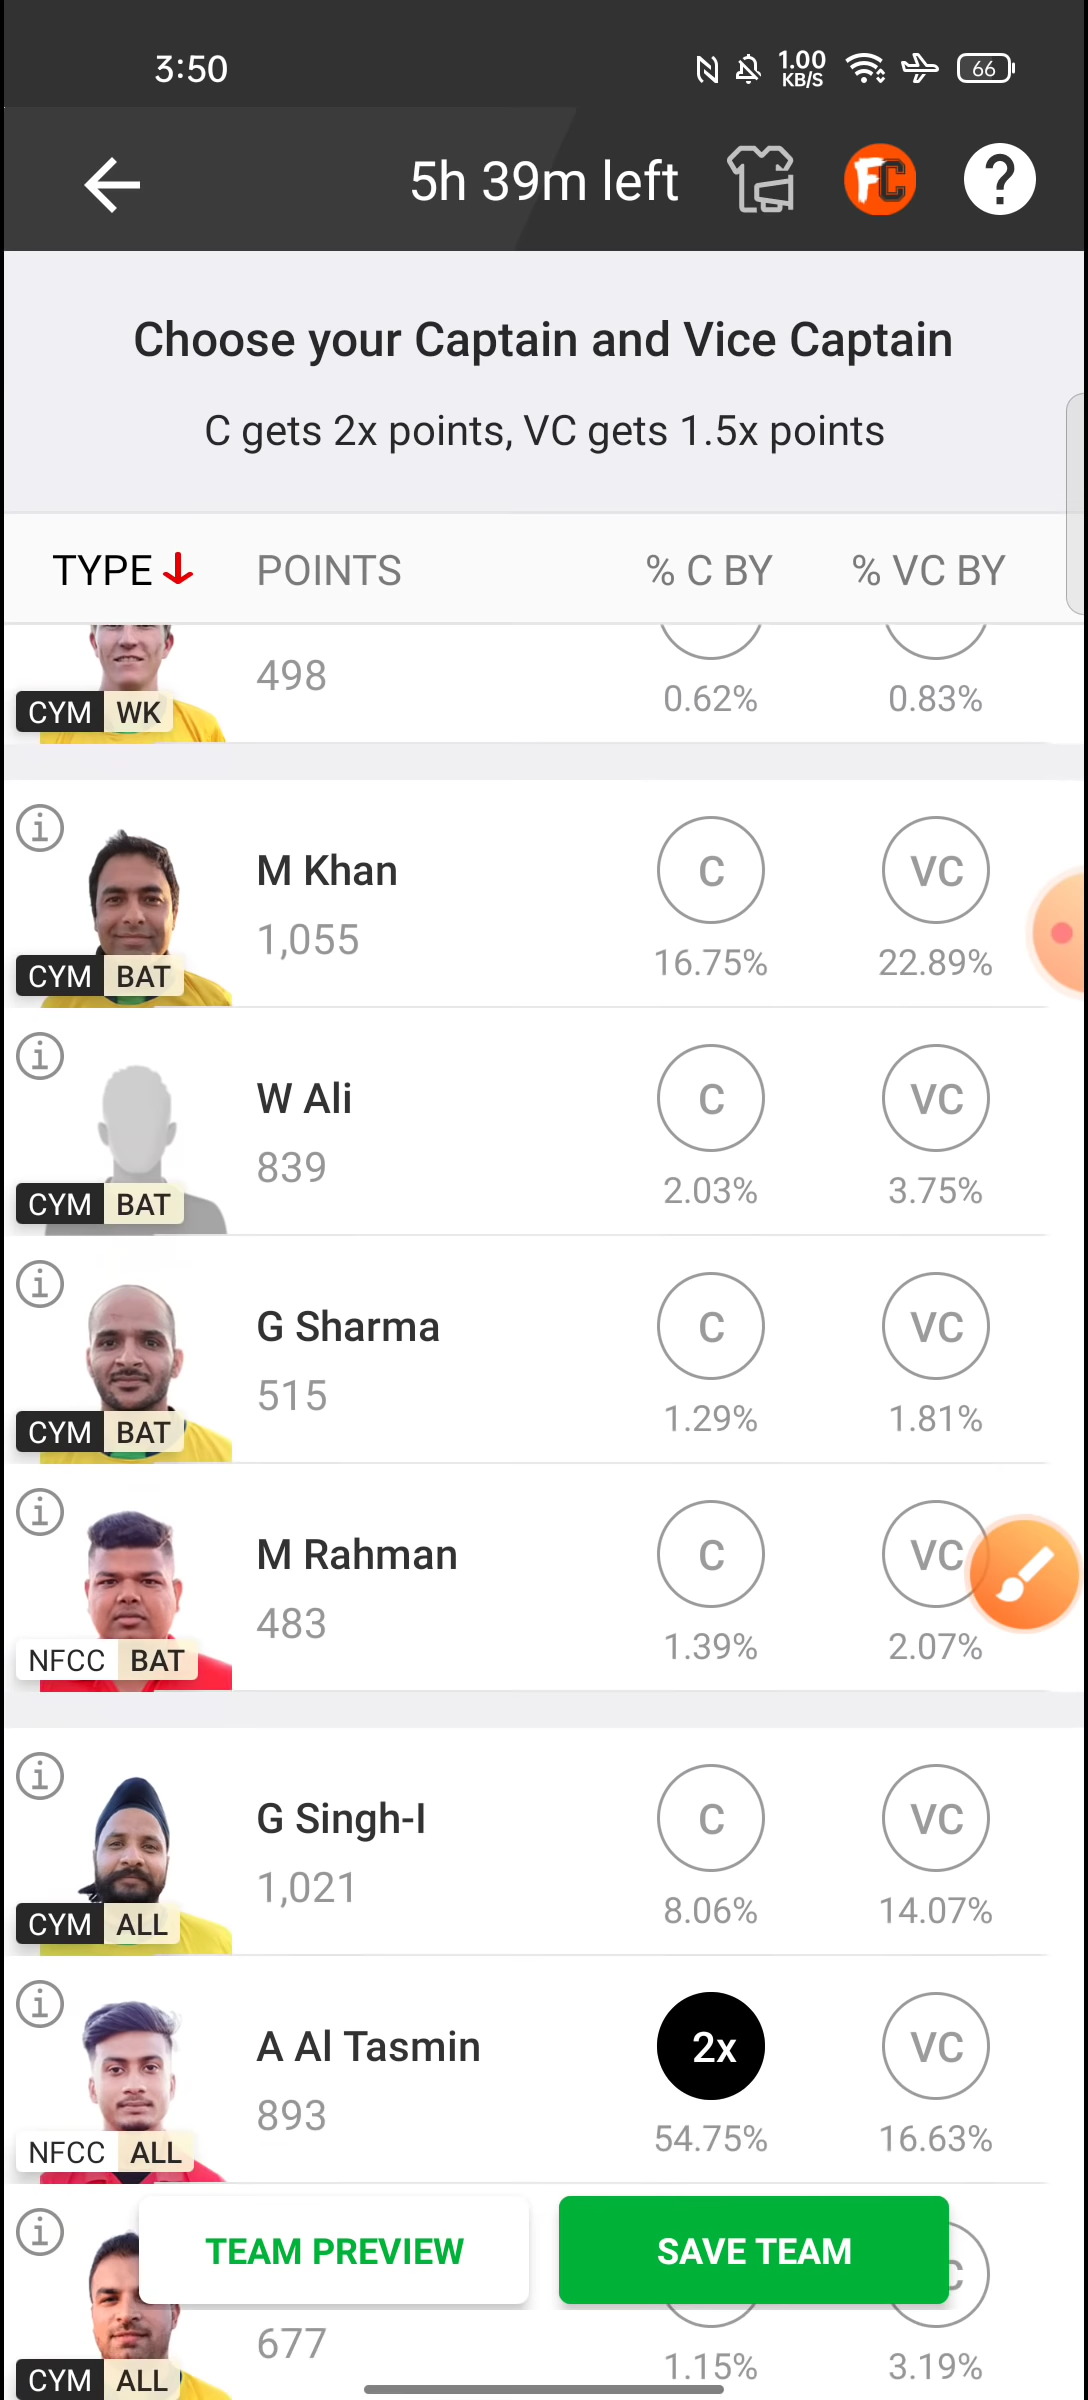 3:50
1.00
KB/S
66
5h 39m left
FC
?
Choose your Captain and Vice Captain
C gets 2x points, VC gets 1.5x points
TYPE POINTS % C BY % VC BY
498
CYM WK
0.62% 0.83%
M Khan
C VC
1,055
CYM BAT
16.75% 22.89%
W Ali
C VC
839
CYM BAT
2.03% 3.75%
G Sharma
C VC
515
CYM BAT
1.29% 1.81%
M Rahman
C VC
483
NFCC BAT
1.39% 2.07%
G Singh-I
C VC
1,021
CYM ALL
8.06% 14.07%
A Al Tasmin
2x VC
893
NFCC ALL
54.75% 16.63%
TEAM PREVIEW SAVE TEAM
677
CYM ALL
1.15% 3.19%